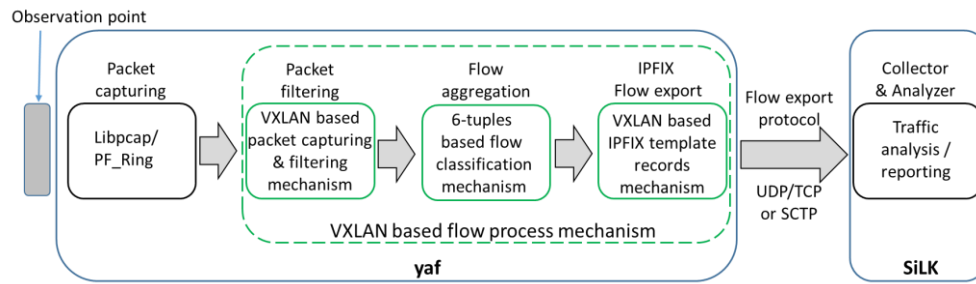 Observation point
Packet
capturing
Libpcap/
PF_Ring
Packet
filtering
VXLAN based
packet capturing
& filtering
mechanism
Flow
aggregation
6-tuples
based flow
classification
mechanism
IPFIX
Flow export
VXLAN based
IPFIX template
records
mechanism
VXLAN based flow process mechanism
yaf
Flow export
protocol
UDP/TCP
or SCTP
Collector
& Analyzer
Traffic
analysis /
reporting
SiLK